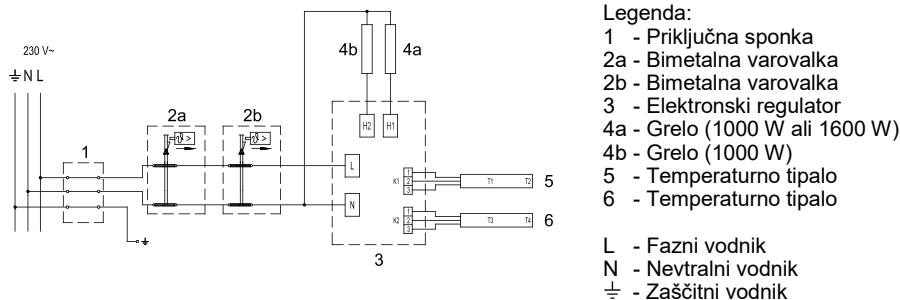 230 V~
N L
1
2a
2b
4b
4a
H2
H1
L
N
K1
1
2
3
T1
T2
5
K2
1
2
3
T3
T4
6
3
Legenda:
1 - Priključna sponka
2a - Bimetalna varovalka
2b - Bimetalna varovalka
3 - Elektronski regulator
4a - Grelo (1000 W ali 1600 W)
4b - Grelo (1000 W)
5 - Temperaturno tipalo
6 - Temperaturno tipalo
L - Fazni vodnik
N - Nevtralni vodnik
⏚ - Zaščitni vodnik